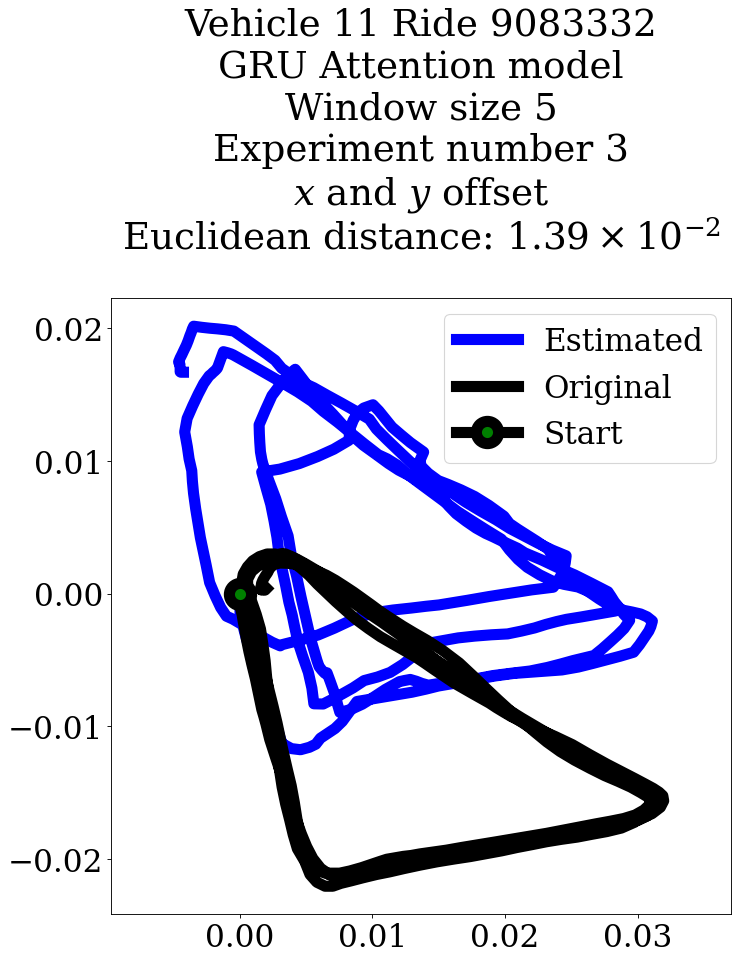 Vehicle 11 Ride 9083332
GRU Attention model
Window size 5
Experiment number 3
x and y offset
Euclidean distance: 1.39 × 10⁻²
Estimated
Original
Start
0.02
0.01
0.00
−0.01
−0.02
0.00 0.01 0.02 0.03